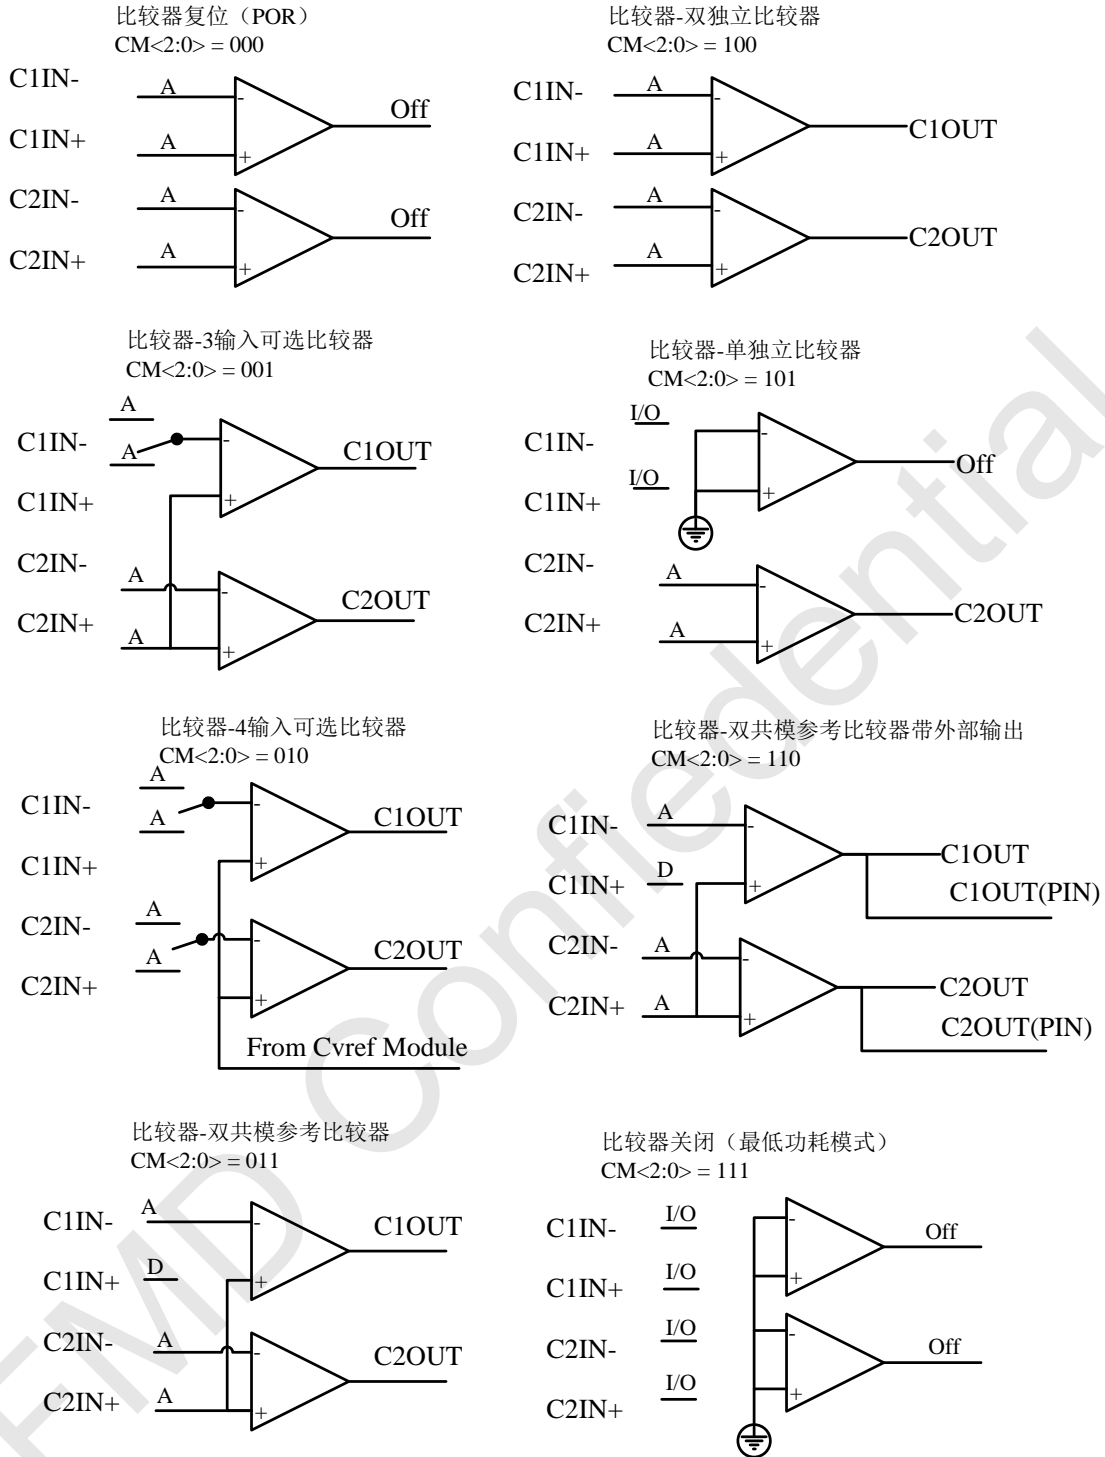 比较器复位（POR）
CM<2:0> = 000
C1IN-
A
-
Off
C1IN+
A
+
C2IN-
A
-
Off
C2IN+
A
+
比较器-双独立比较器
CM<2:0> = 100
C1IN-
A
-
C1OUT
C1IN+
A
+
C2IN-
A
-
C2OUT
C2IN+
A
+
比较器-3输入可选比较器
CM<2:0> = 001
A
C1IN-
A
-
C1OUT
C1IN+
+
C2IN-
A
-
C2OUT
C2IN+
A
+
比较器-单独立比较器
CM<2:0> = 101
I/O
C1IN-
-
Off
I/O
C1IN+
+
C2IN-
A
-
C2OUT
C2IN+
A
+
比较器-4输入可选比较器
CM<2:0> = 010
A
C1IN-
A
-
C1OUT
C1IN+
+
A
C2IN-
A
-
C2OUT
C2IN+
+
From Cvref Module
比较器-双共模参考比较器带外部输出
CM<2:0> = 110
C1IN-
A
-
C1OUT
C1IN+
D
+
C1OUT(PIN)
C2IN-
A
-
C2OUT
C2IN+
A
+
C2OUT(PIN)
比较器-双共模参考比较器
CM<2:0> = 011
C1IN-
A
-
C1OUT
C1IN+
D
+
C2IN-
A
-
C2OUT
C2IN+
A
+
比较器关闭（最低功耗模式）
CM<2:0> = 111
C1IN-
I/O
-
Off
C1IN+
I/O
+
C2IN-
I/O
-
Off
C2IN+
I/O
+
FMD Confiedential